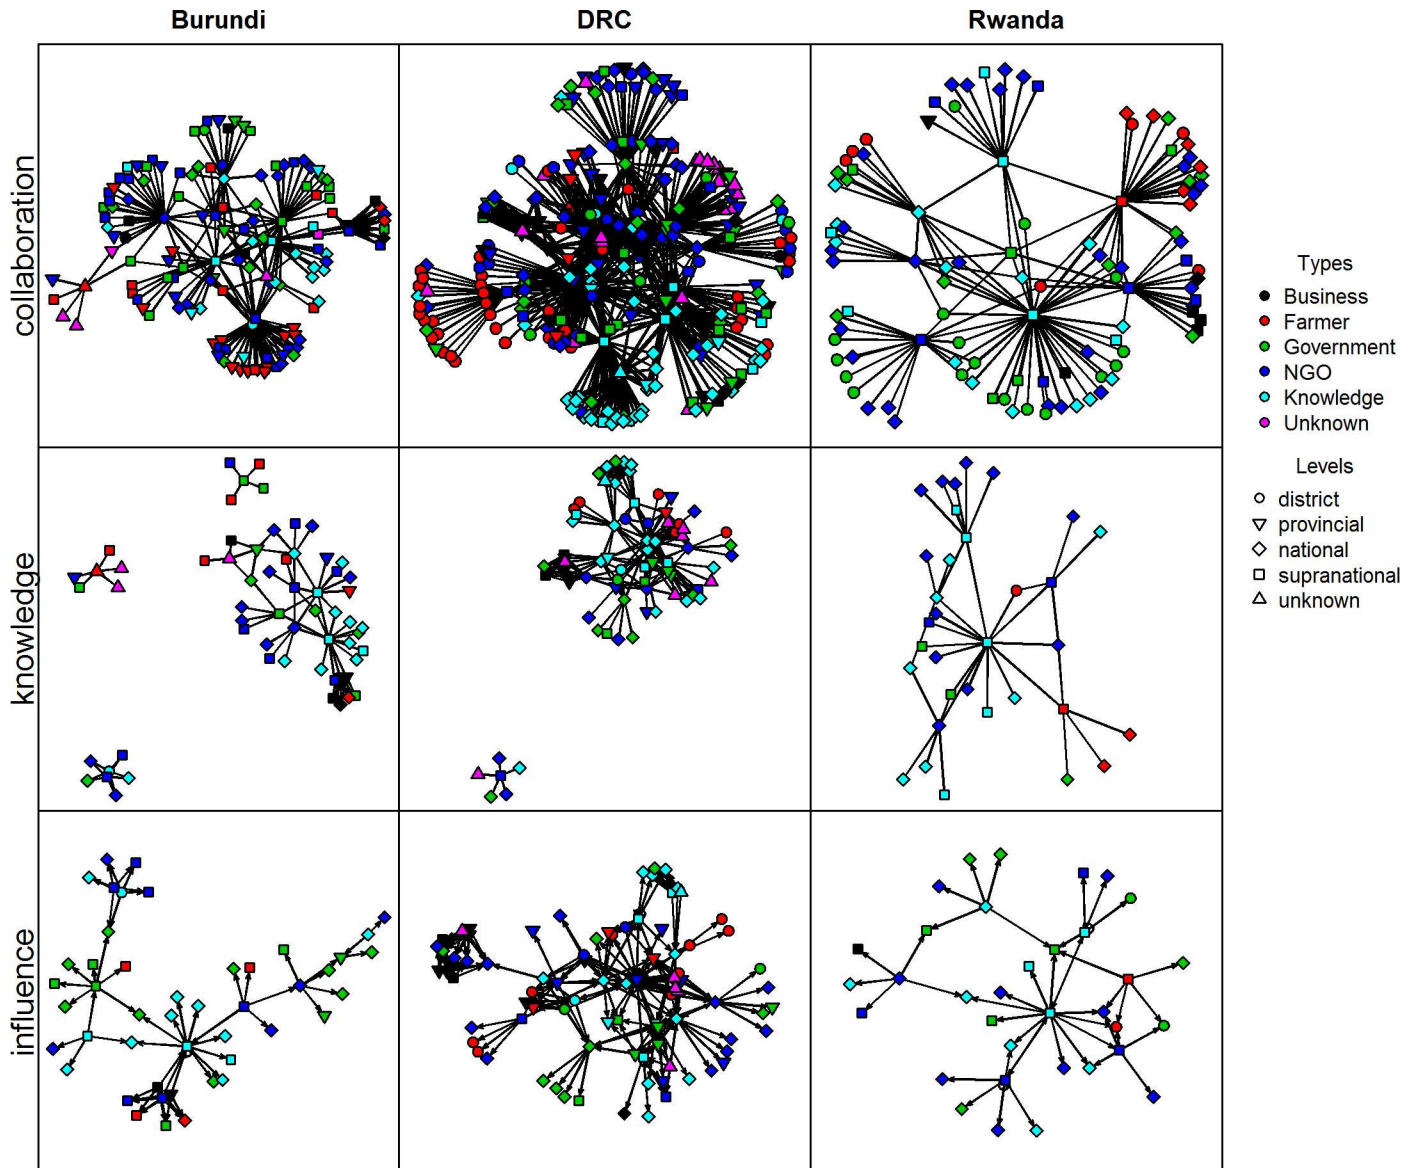 Burundi
DRC
Rwanda
collaboration
knowledge
influence
Types
Business
Farmer
Government
NGO
Knowledge
Unknown
Levels
district
provincial
national
supranational
unknown